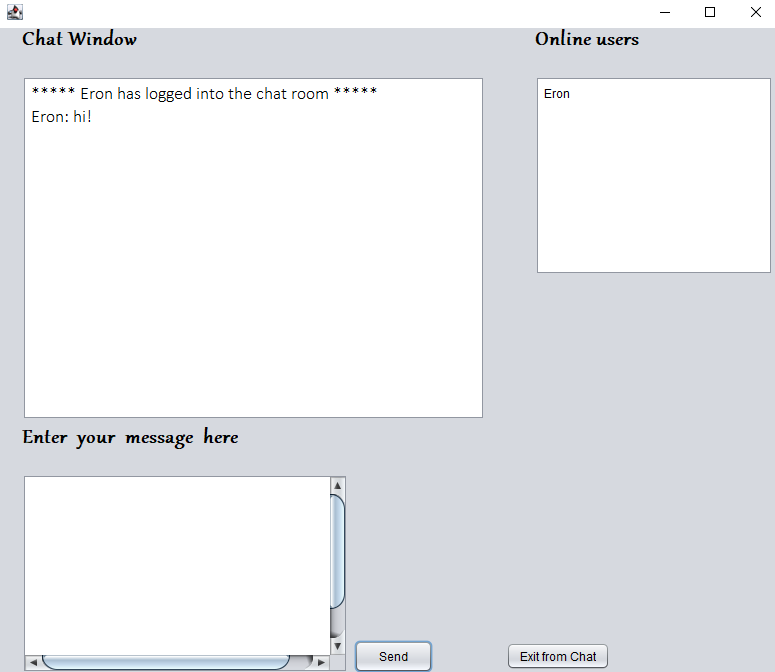 Chat Window
Online users
***** Eron has logged into the chat room *****
Eron: hi!
Eron
Enter your message here
Send
Exit from Chat